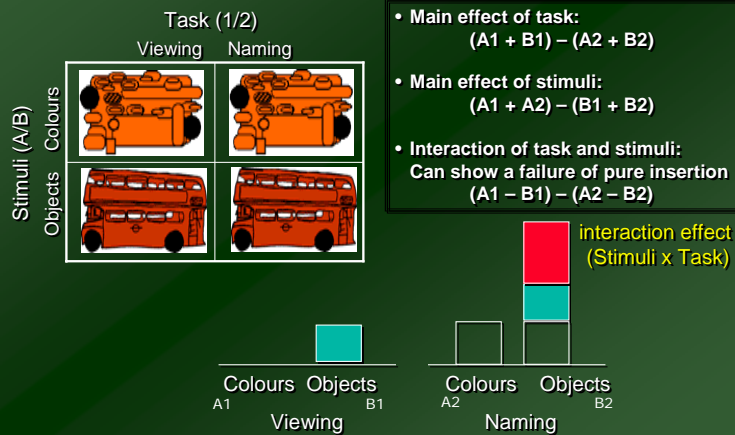 Task (1/2)
Viewing Naming
Stimuli (A/B)
Colours
Objects
• Main effect of task:
(A1 + B1) – (A2 + B2)
• Main effect of stimuli:
(A1 + A2) – (B1 + B2)
• Interaction of task and stimuli:
Can show a failure of pure insertion
(A1 – B1) – (A2 – B2)
interaction effect
(Stimuli x Task)
Colours Objects
A1 B1
Viewing
Colours Objects
A2 B2
Naming